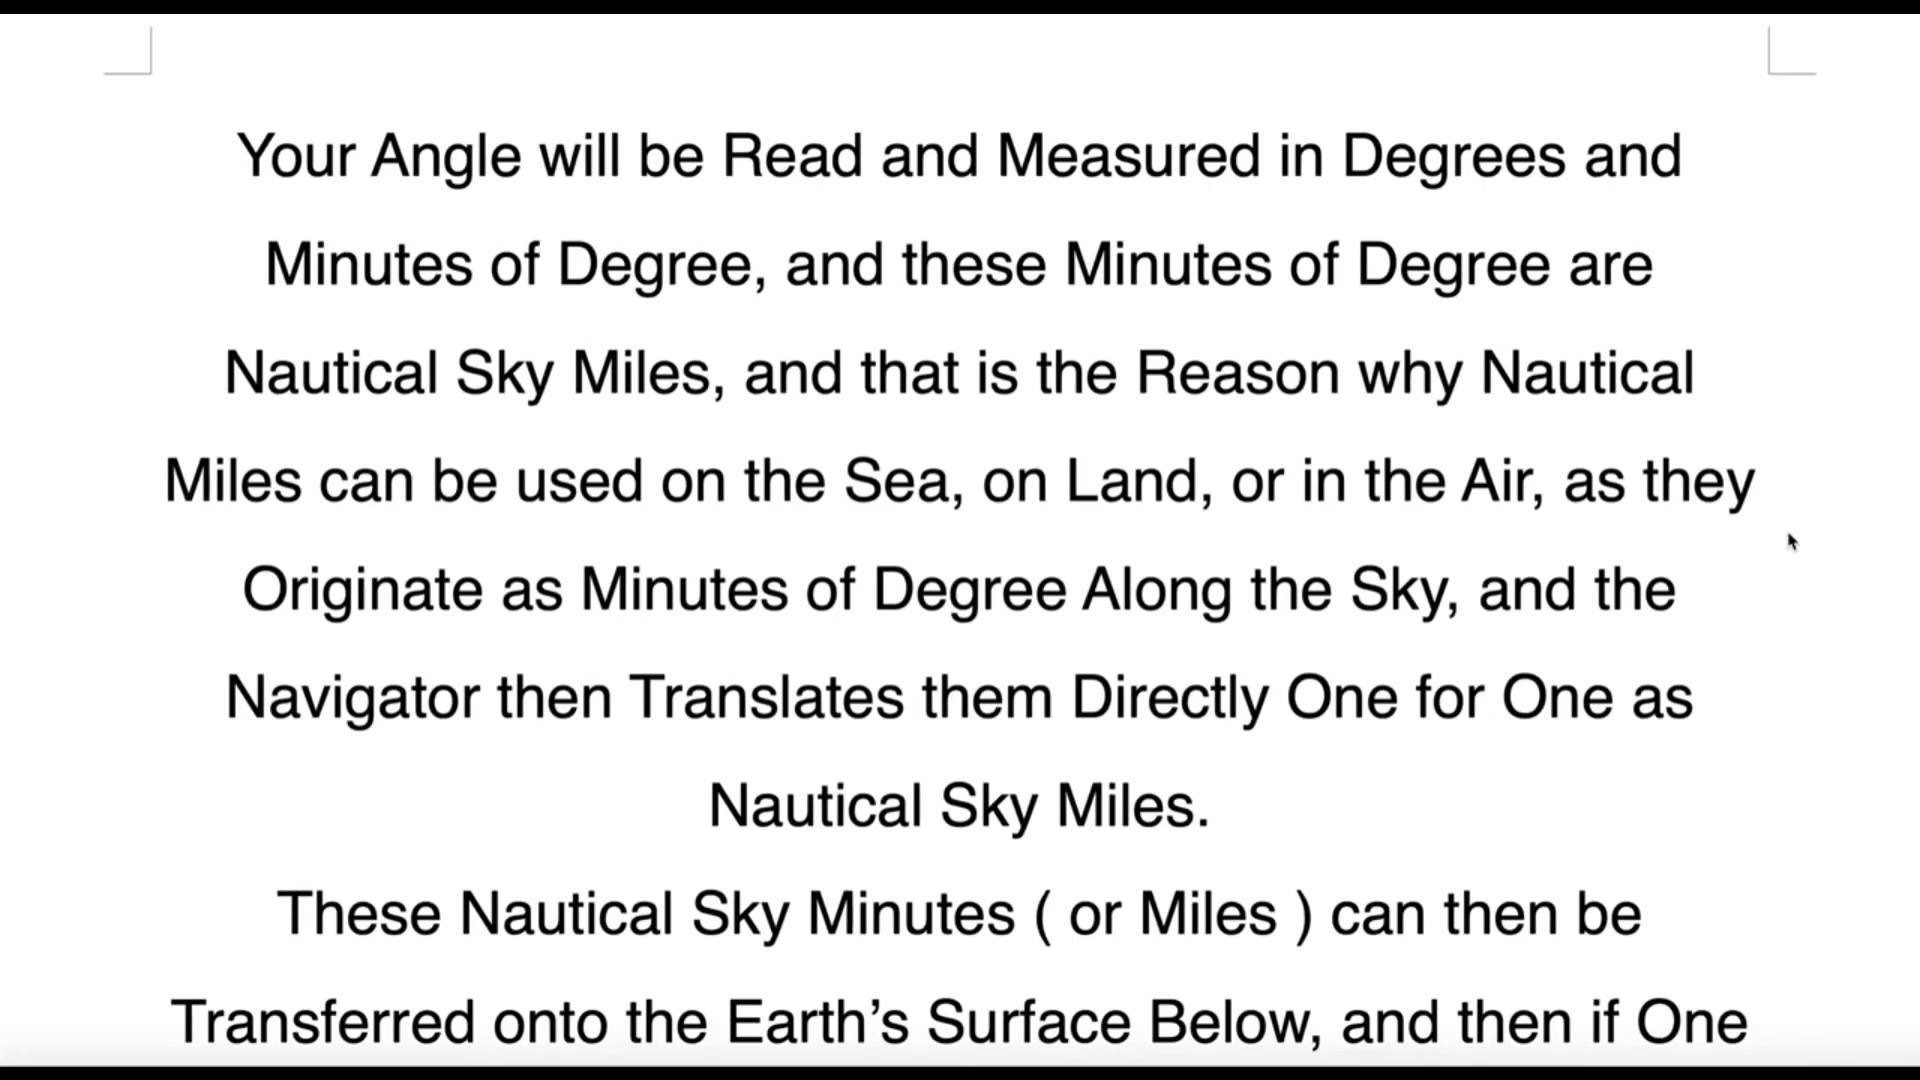 Your Angle will be Read and Measured in Degrees and
Minutes of Degree, and these Minutes of Degree are
Nautical Sky Miles, and that is the Reason why Nautical
Miles can be used on the Sea, on Land, or in the Air, as they
Originate as Minutes of Degree Along the Sky, and the
Navigator then Translates them Directly One for One as
Nautical Sky Miles.
These Nautical Sky Minutes ( or Miles ) can then be
Transferred onto the Earth’s Surface Below, and then if One